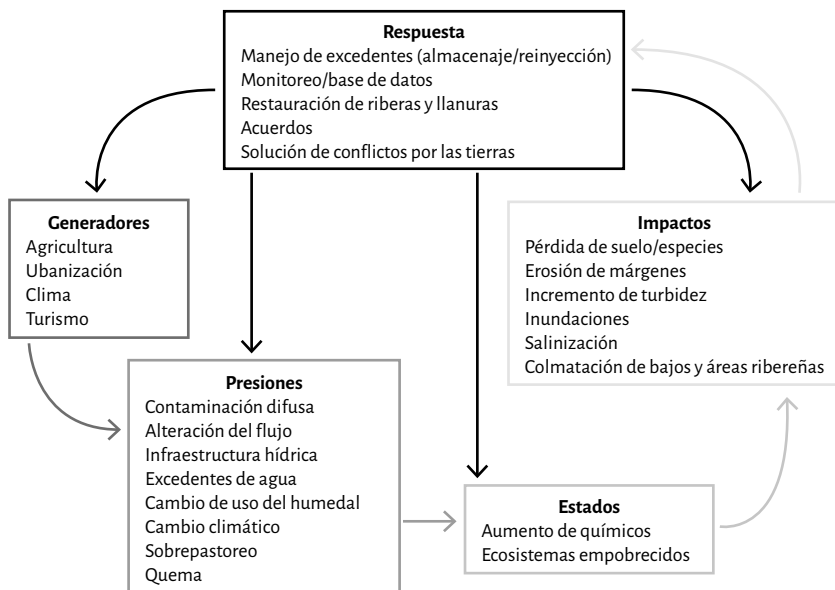 Respuesta
Manejo de excedentes (almacenaje/reinyección)
Monitoreo/base de datos
Restauración de riberas y llanuras
Acuerdos
Solución de conflictos por las tierras
Generadores
Agricultura
Ubanización
Clima
Turismo
Impactos
Pérdida de suelo/especies
Erosión de márgenes
Incremento de turbidez
Inundaciones
Salinización
Colmatación de bajos y áreas ribereñas
Presiones
Contaminación difusa
Alteración del flujo
Infraestructura hídrica
Excedentes de agua
Cambio de uso del humedal
Cambio climático
Sobrepastoreo
Quema
Estados
Aumento de químicos
Ecosistemas empobrecidos